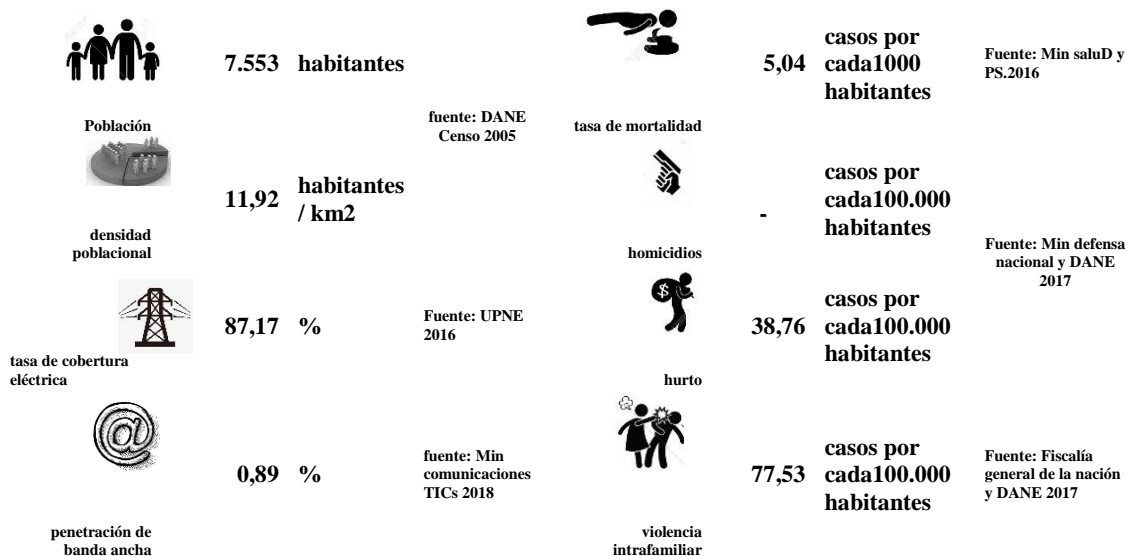 7.553 habitantes
Población
fuente: DANE
Censo 2005
11,92 habitantes
/ km2
densidad
poblacional
87,17 %
Fuente: UPNE
2016
tasa de cobertura
eléctrica
0,89 %
fuente: Min
comunicaciones
TICs 2018
penetración de
banda ancha
5,04 casos por
cada1000
habitantes
Fuente: Min saluD y
PS.2016
tasa de mortalidad
- casos por
cada100.000
habitantes
homicidios
Fuente: Min defensa
nacional y DANE
2017
$
38,76 casos por
cada100.000
habitantes
hurto
77,53 casos por
cada100.000
habitantes
Fuente: Fiscalía
general de la nación
y DANE 2017
violencia
intrafamiliar
@